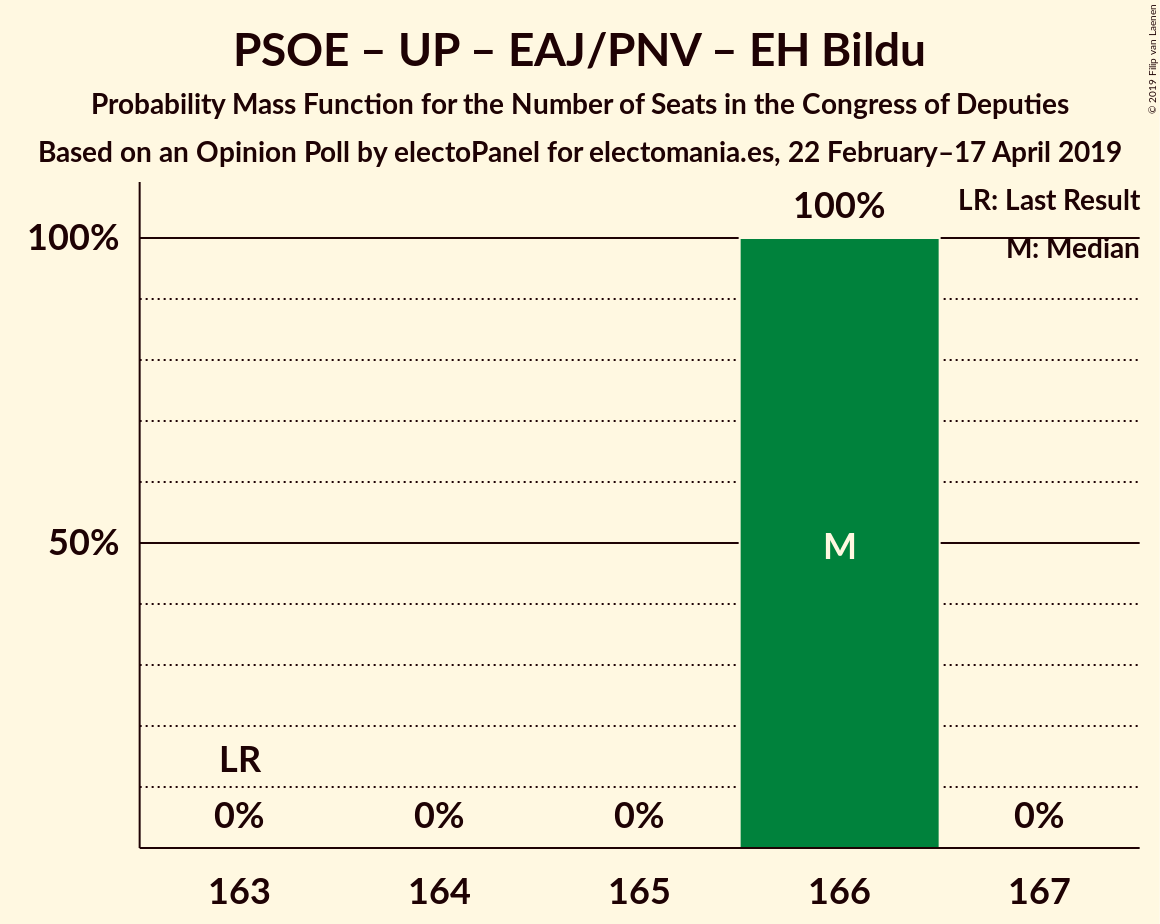 PSOE – UP – EAJ/PNV – EH Bildu
Probability Mass Function for the Number of Seats in the Congress of Deputies
Based on an Opinion Poll by electoPanel for electomania.es, 22 February–17 April 2019
© 2019 Filip van Laenen
LR: Last Result
M: Median
100%
100%
50%
M
LR
0%
0%
0%
0%
163
164
165
166
167